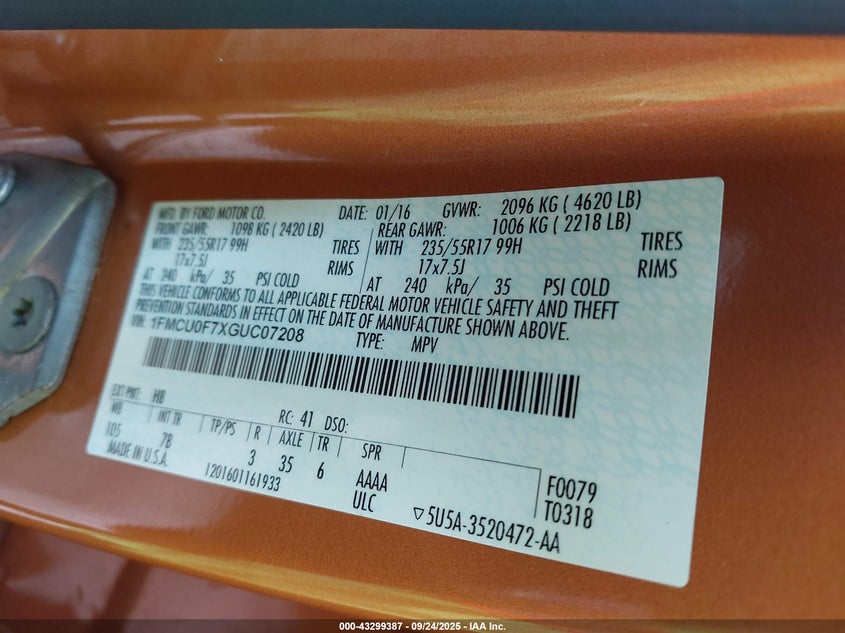 MFD. BY FORD MOTOR CO. DATE: 01/16 GVWR: 2096 KG ( 4620 LB)
FRONT GAWR: 1098 KG ( 2420 LB) REAR GAWR: 1006 KG ( 2218 LB)
WITH 235/55R17 99H TIRES WITH 235/55R17 99H TIRES
17x7.5J RIMS 17x7.5J RIMS
AT 240 kPa/ 35 PSI COLD AT 240 kPa/ 35 PSI COLD
THIS VEHICLE CONFORMS TO ALL APPLICABLE FEDERAL MOTOR VEHICLE SAFETY AND THEFT
PREVENTION STANDARDS IN EFFECT ON THE DATE OF MANUFACTURE SHOWN ABOVE.
VIN: 1FMCU0F7XGUC07208
TYPE: MPV
EXT PNT: H8 RC: 41 DSO:
WB INT TR TP/PS R AXLE TR SPR
105 7B 3 35 6 AAAA F0079
MADE IN U.S.A. 1201601161933 ULC T0318
▽5U5A-3520472-AA
000-43299387 - 09/24/2025 - IAA Inc.